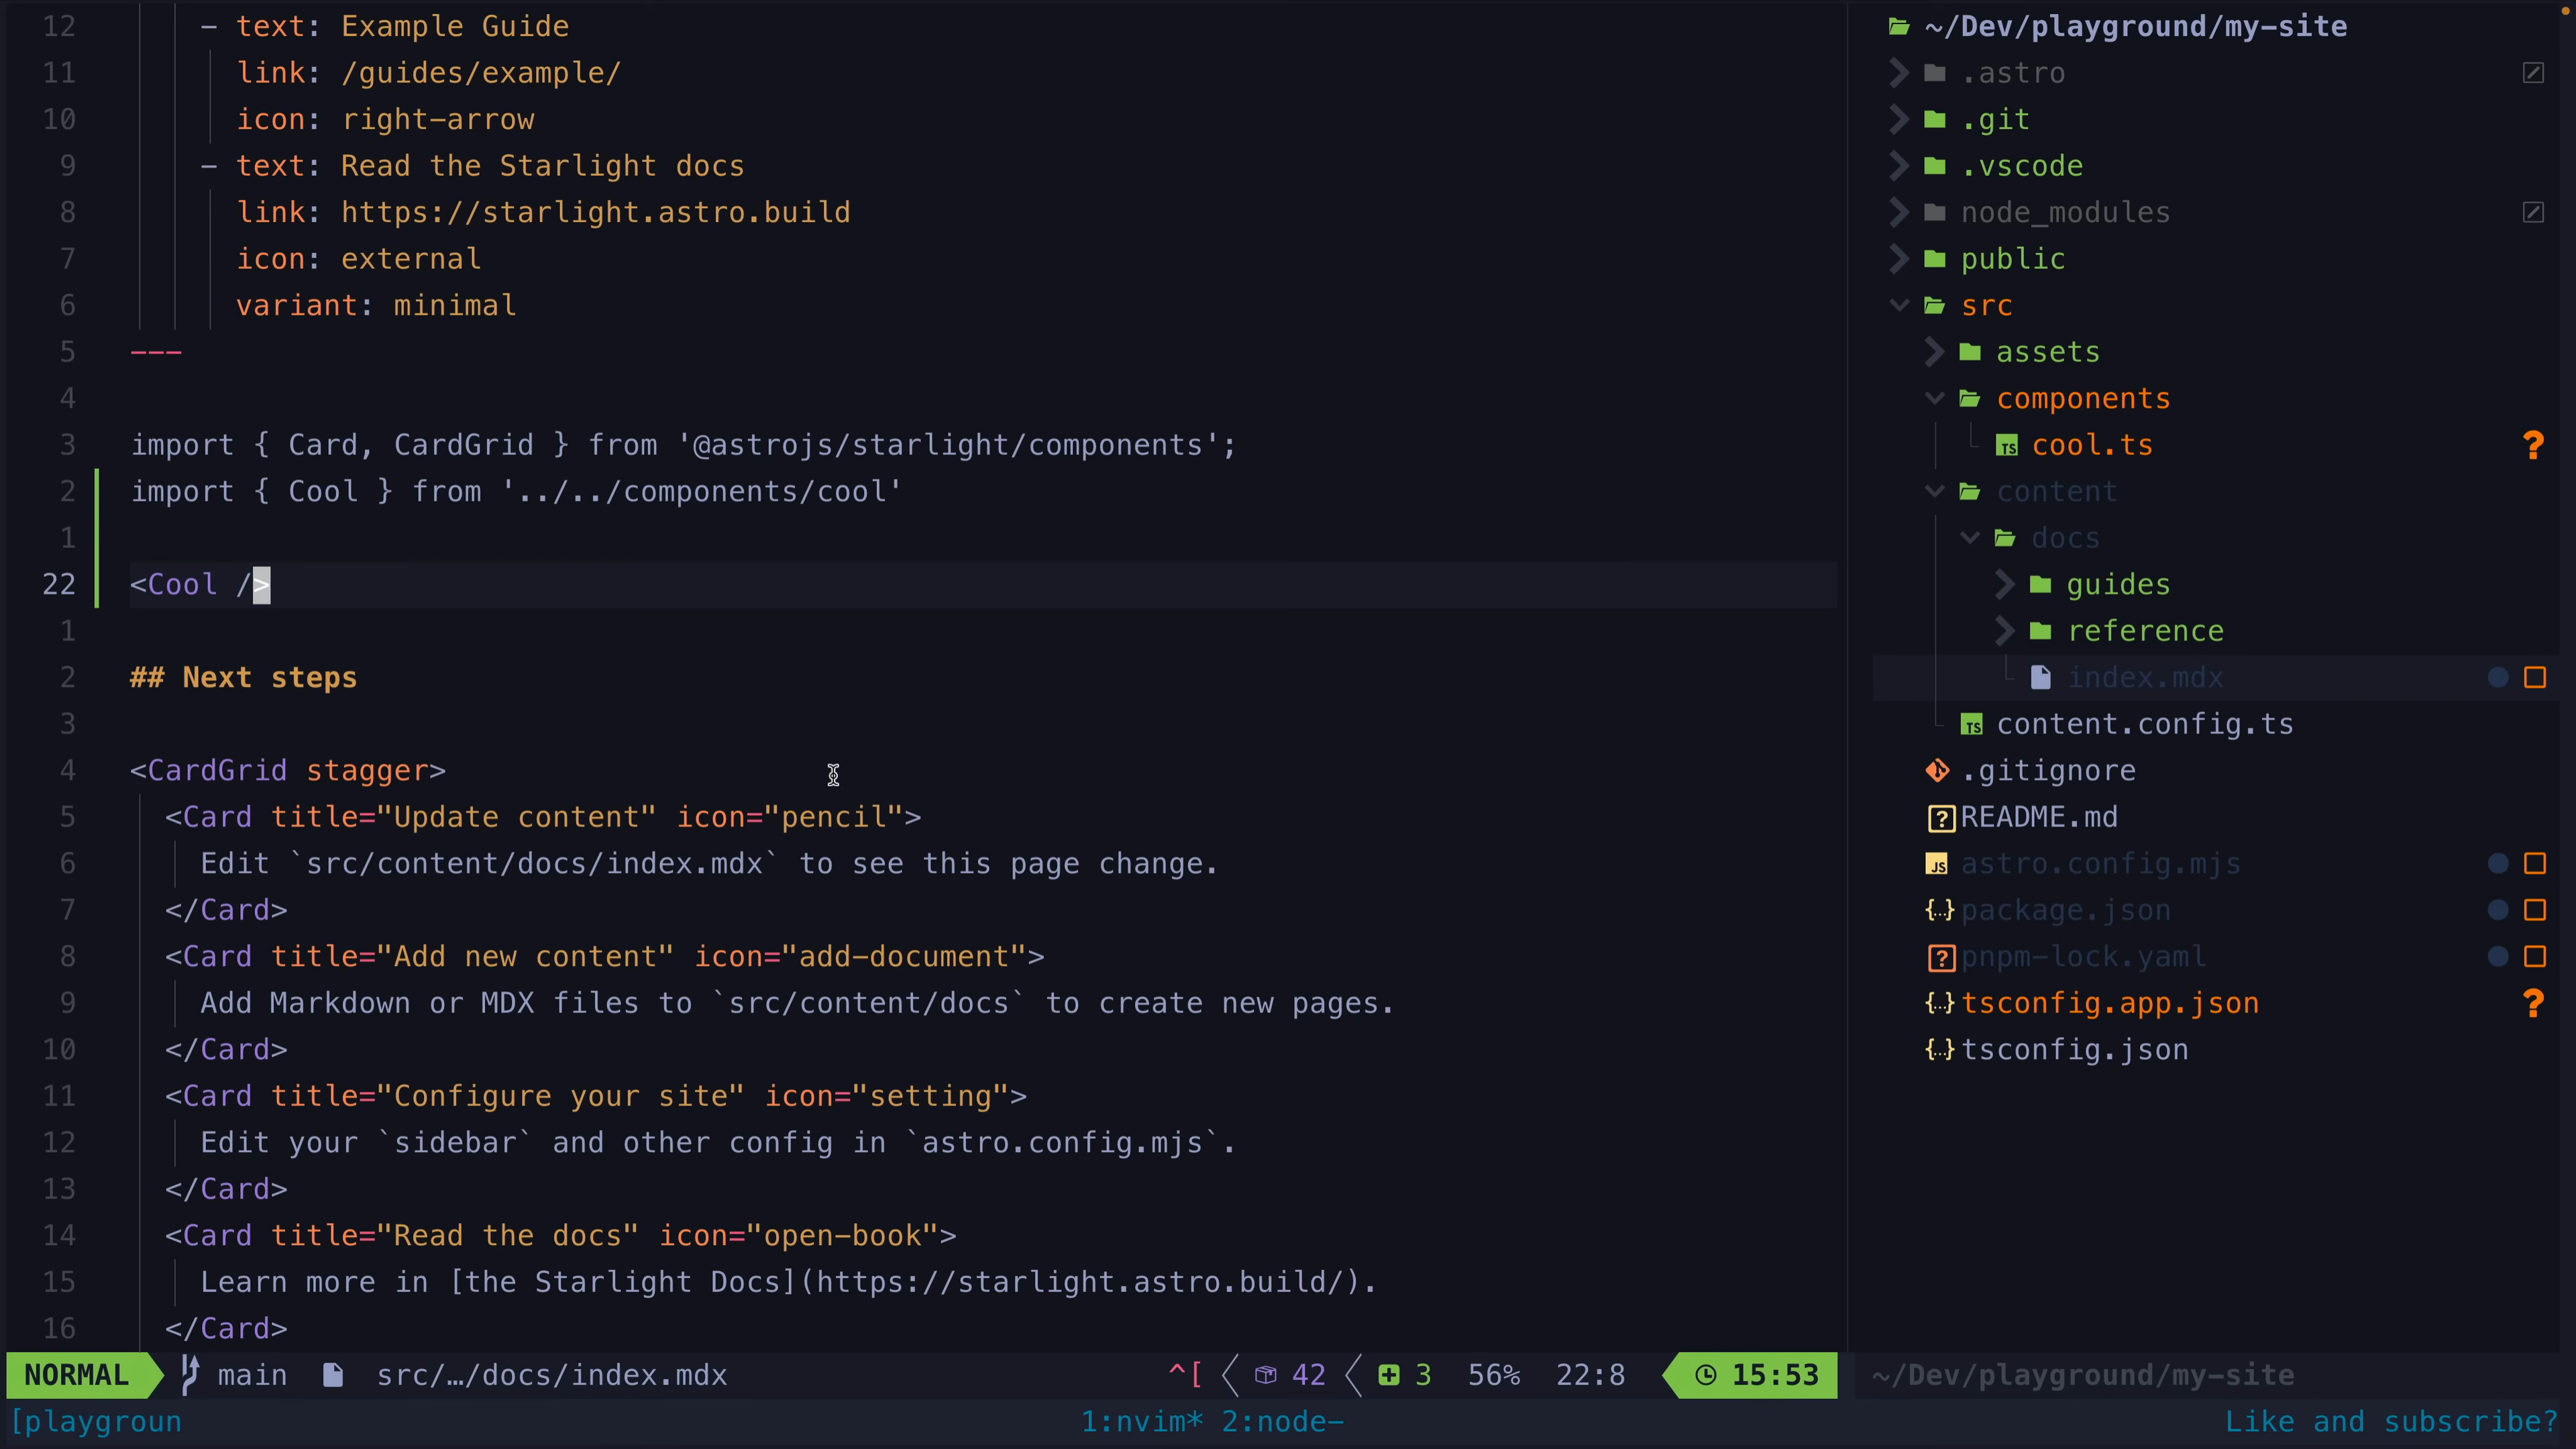 12 - text: Example Guide
11 link: /guides/example/
10 icon: right-arrow
9 - text: Read the Starlight docs
8 link: https://starlight.astro.build
7 icon: external
6 variant: minimal
5 ---
4
3 import { Card, CardGrid } from '@astrojs/starlight/components';
2 import { Cool } from '../../components/cool'
1
22 <Cool />
1
2 ## Next steps
3
4 <CardGrid stagger>
5 <Card title="Update content" icon="pencil">
6 Edit `src/content/docs/index.mdx` to see this page change.
7 </Card>
8 <Card title="Add new content" icon="add-document">
9 Add Markdown or MDX files to `src/content/docs` to create new pages.
10 </Card>
11 <Card title="Configure your site" icon="setting">
12 Edit your `sidebar` and other config in `astro.config.mjs`.
13 </Card>
14 <Card title="Read the docs" icon="open-book">
15 Learn more in [the Starlight Docs](https://starlight.astro.build/).
16 </Card>
~/Dev/playground/my-site
.astro
.git
.vscode
node_modules
public
src
assets
components
TS cool.ts ?
content
docs
guides
reference
index.mdx
TS content.config.ts
.gitignore
? README.md
JS astro.config.mjs
{…} package.json
? pnpm-lock.yaml
{…} tsconfig.app.json ?
{…} tsconfig.json
NORMAL main src/…/docs/index.mdx ^[ 42 3 56% 22:8 15:53 ~/Dev/playground/my-site
[playgroun 1:nvim* 2:node- Like and subscribe?